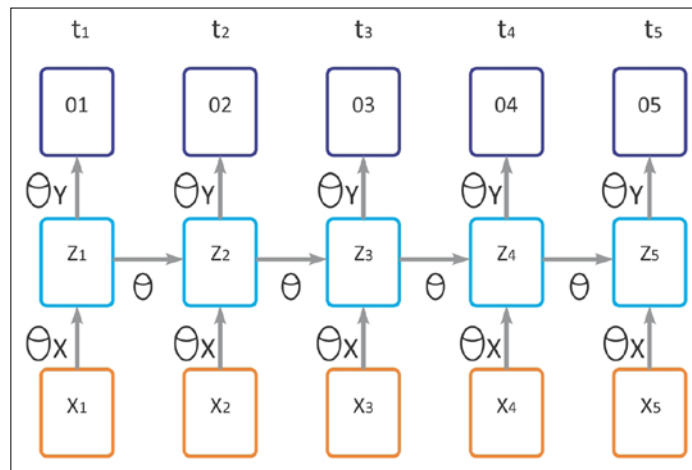 t₁ t₂ t₃ t₄ t₅
01 02 03 04 05
θY θY θY θY θY
Z₁ Z₂ Z₃ Z₄ Z₅
θ θ θ θ
θX θX θX θX θX
X₁ X₂ X₃ X₄ X₅